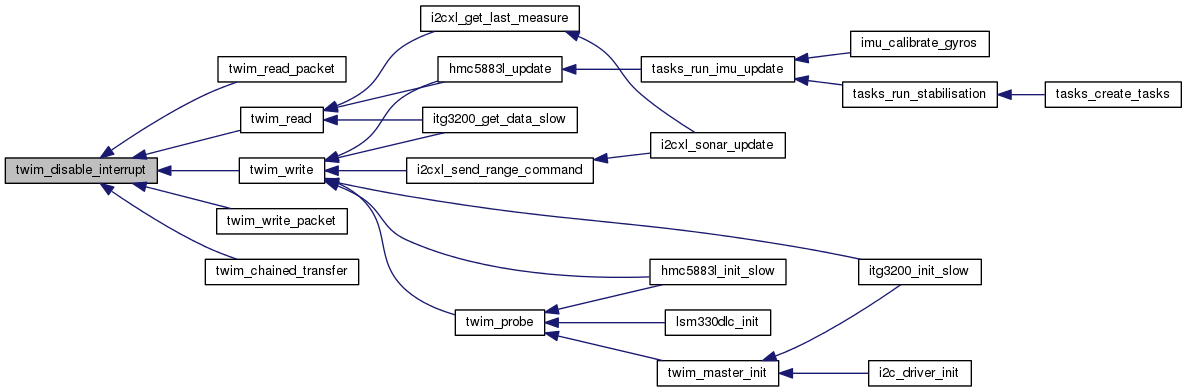 i2cxl_get_last_measure
imu_calibrate_gyros
twim_read_packet
hmc5883l_update
tasks_run_imu_update
tasks_run_stabilisation
tasks_create_tasks
twim_read
itg3200_get_data_slow
i2cxl_sonar_update
twim_disable_interrupt
twim_write
i2cxl_send_range_command
twim_write_packet
twim_chained_transfer
hmc5883l_init_slow
itg3200_init_slow
twim_probe
lsm330dlc_init
twim_master_init
i2c_driver_init